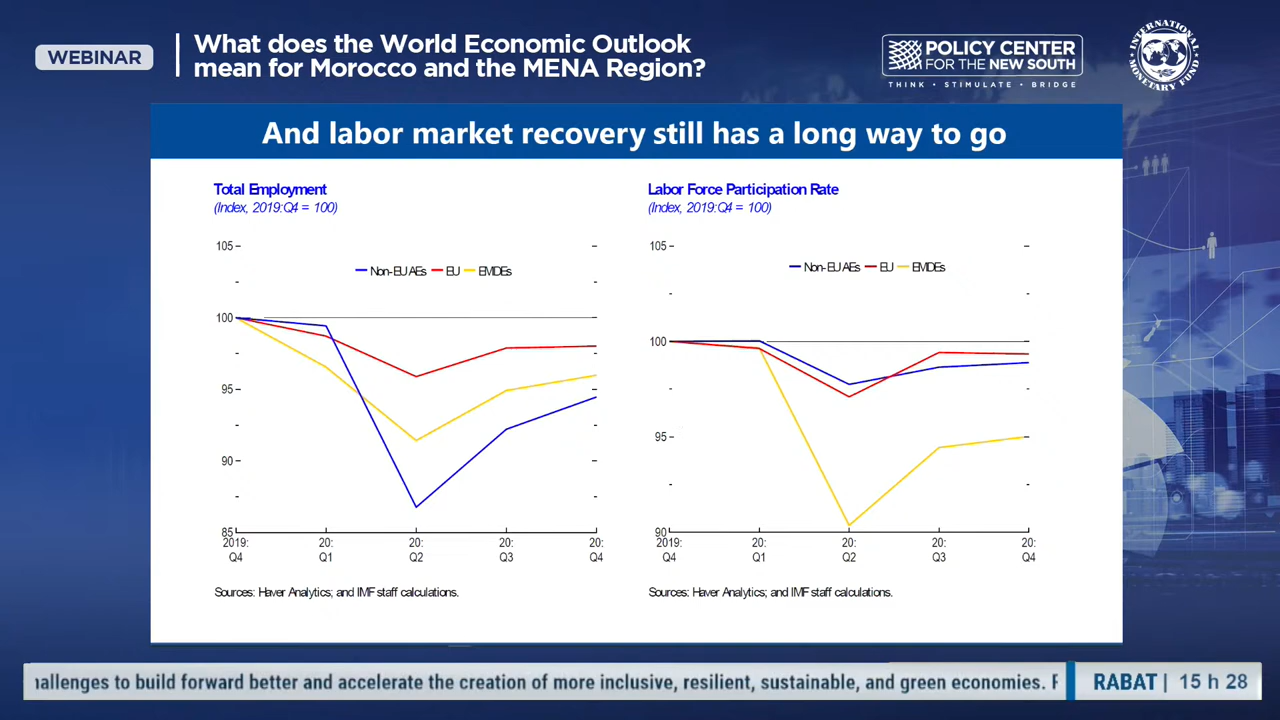 WEBINAR
What does the World Economic Outlook
mean for Morocco and the MENA Region?
POLICY CENTER
FOR THE NEW SOUTH
THINK • STIMULATE • BRIDGE
INTERNATIONAL MONETARY FUND
And labor market recovery still has a long way to go
Total Employment
(Index, 2019:Q4 = 100)
105
Non-EU AEs EU EMDEs
100
95
90
85
2019: 20: 20: 20: 20:
Q4 Q1 Q2 Q3 Q4
Sources: Haver Analytics; and IMF staff calculations.
Labor Force Participation Rate
(Index, 2019:Q4 = 100)
105
Non-EU AEs EU EMDEs
100
95
90
2019: 20: 20: 20: 20:
Q4 Q1 Q2 Q3 Q4
Sources: Haver Analytics; and IMF staff calculations.
hallenges to build forward better and accelerate the creation of more inclusive, resilient, sustainable, and green economies.
RABAT | 15 h 28